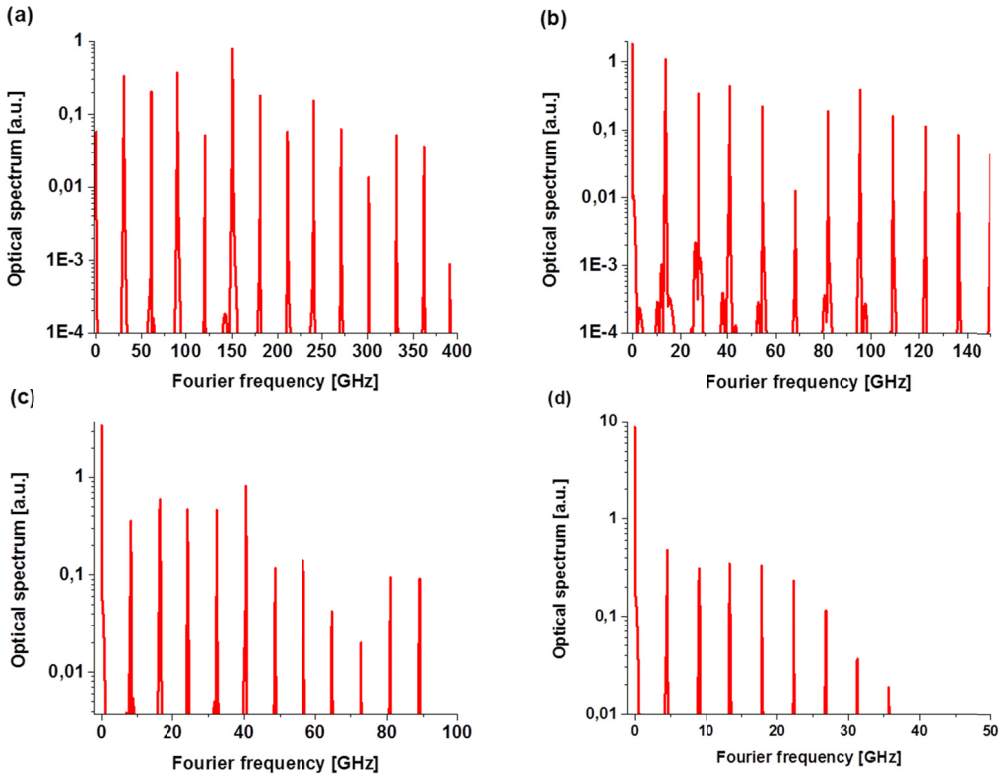 (a)
Optical spectrum [a.u.]
1
0,1
0,01
1E-3
1E-4
0 50 100 150 200 250 300 350 400
Fourier frequency [GHz]
(b)
Optical spectrum [a.u.]
1
0,1
0,01
1E-3
1E-4
0 20 40 60 80 100 120 140
Fourier frequency [GHz]
(c)
Optical spectrum [a.u.]
1
0,1
0,01
0 20 40 60 80 100
Fourier frequency [GHz]
(d)
Optical spectrum [a.u.]
10
1
0,1
0,01
0 10 20 30 40 50
Fourier frequency [GHz]